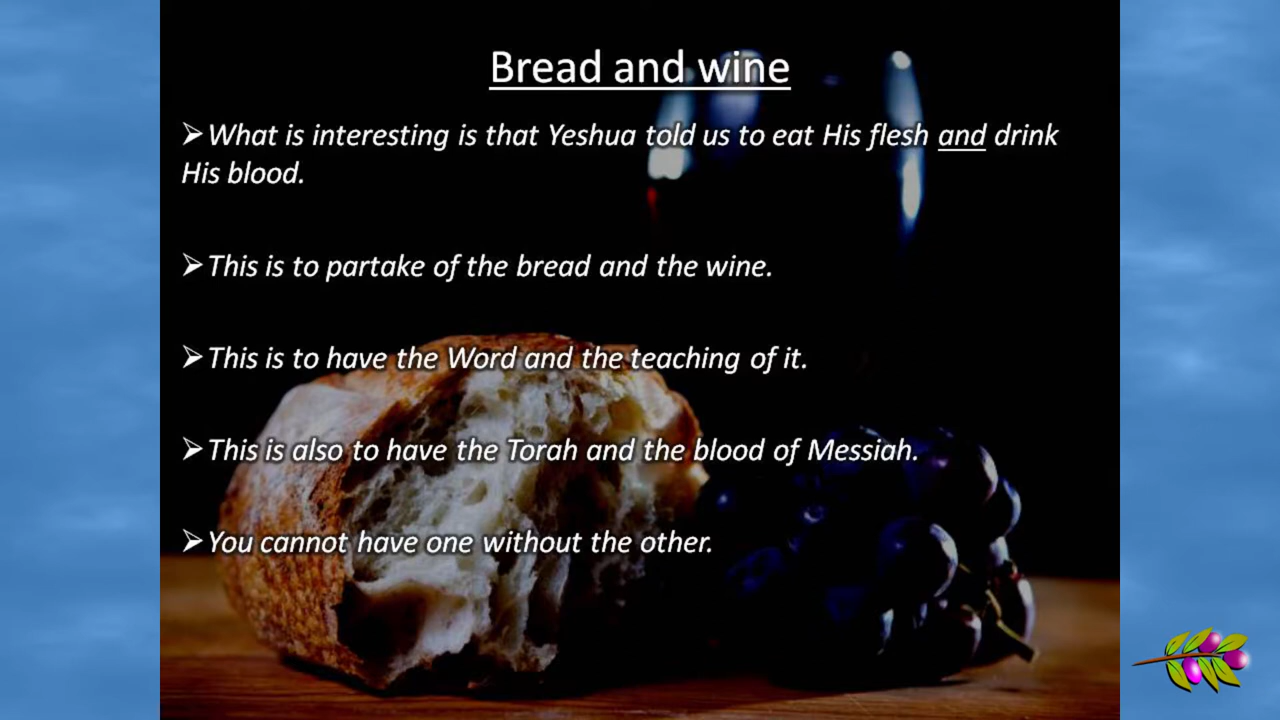 Bread and wine
➢What is interesting is that Yeshua told us to eat His flesh and drink
His blood.
➢This is to partake of the bread and the wine.
➢This is to have the Word and the teaching of it.
➢This is also to have the Torah and the blood of Messiah.
➢You cannot have one without the other.